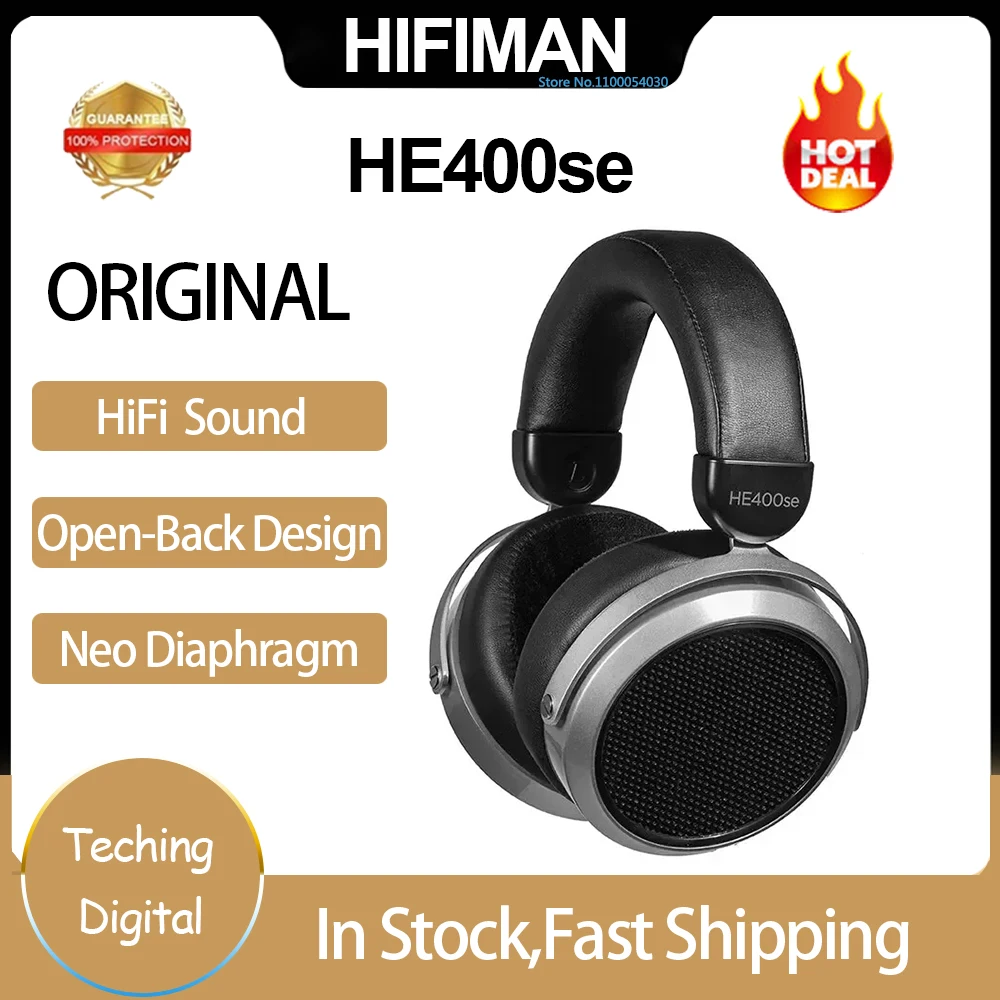 HIFIMAN
Store No.1100054030
GUARANTEE
100% PROTECTION
HOT
DEAL
HE400se
ORIGINAL
HiFi Sound
Open-Back Design
Neo Diaphragm
HE400se
Teching
Digital
In Stock,Fast Shipping